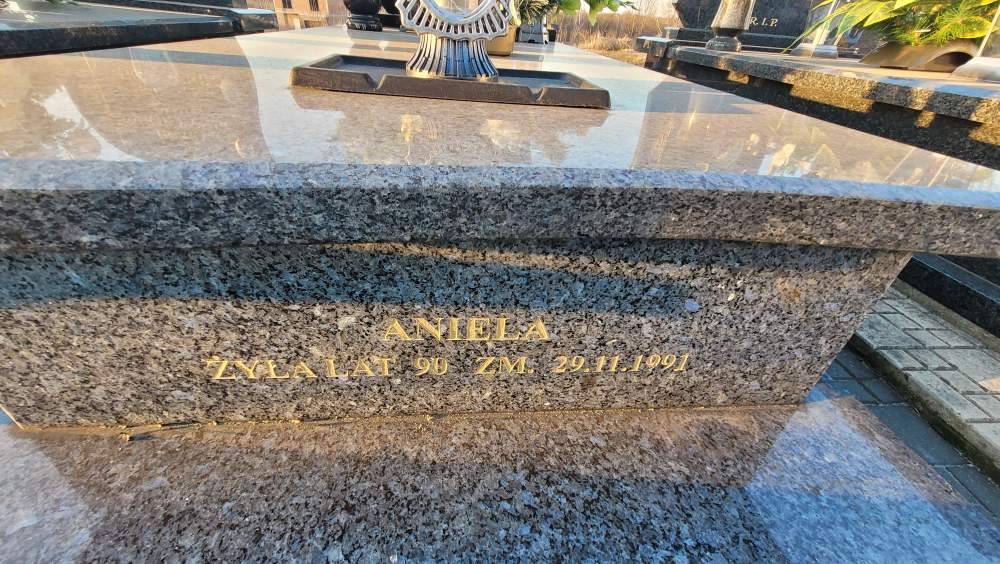 R.I.P.
ANIELA
ŻYŁA LAT 90 ZM. 29.11.1991